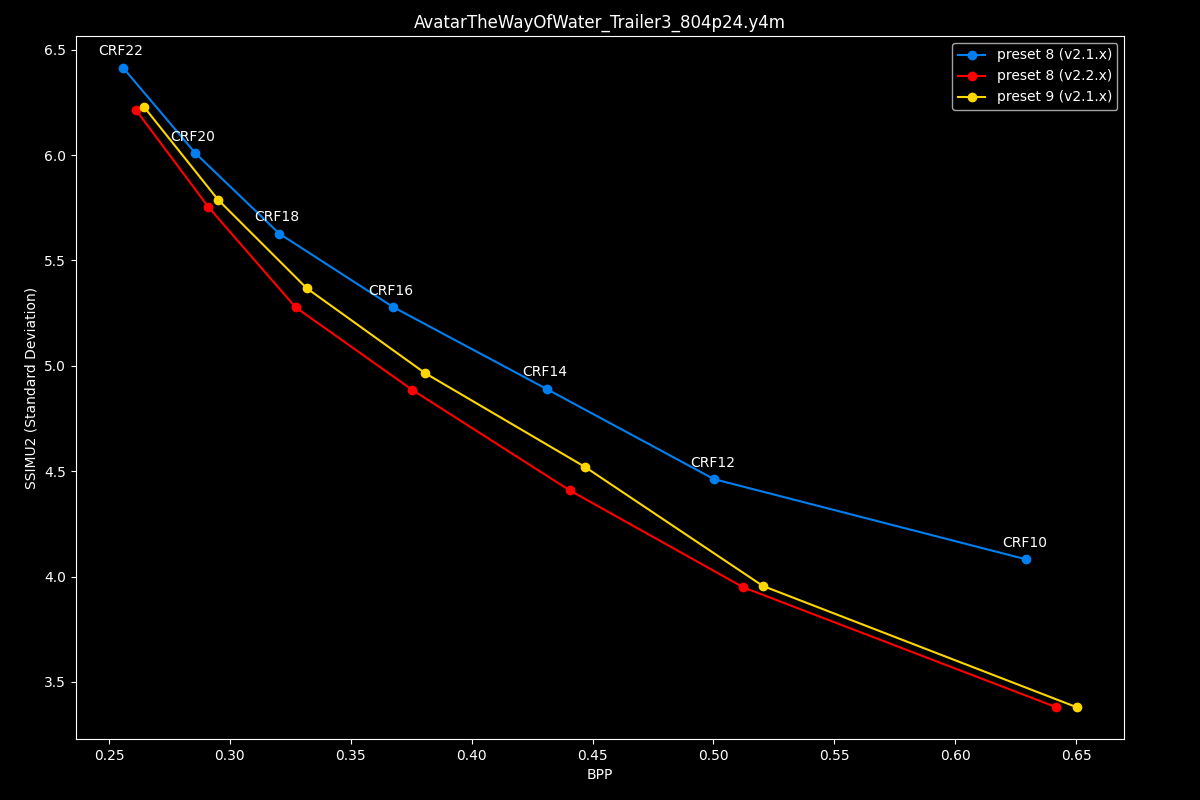 AvatarTheWayOfWater_Trailer3_804p24.y4m
preset 8 (v2.1.x)
preset 8 (v2.2.x)
preset 9 (v2.1.x)
CRF22
CRF20
CRF18
CRF16
CRF14
CRF12
CRF10
SSIMU2 (Standard Deviation)
6.5
6.0
5.5
5.0
4.5
4.0
3.5
0.25 0.30 0.35 0.40 0.45 0.50 0.55 0.60 0.65
BPP